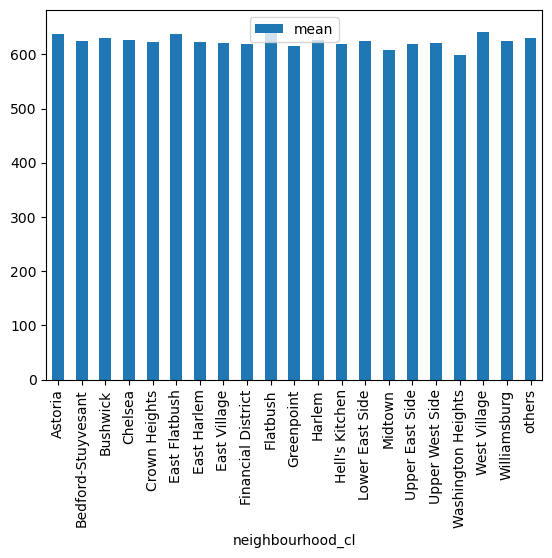 mean
600
500
400
300
200
100
0
Astoria
Bedford-Stuyvesant
Bushwick
Chelsea
Crown Heights
East Flatbush
East Harlem
East Village
Financial District
Flatbush
Greenpoint
Harlem
Hell's Kitchen
Lower East Side
Midtown
Upper East Side
Upper West Side
Washington Heights
West Village
Williamsburg
others
neighbourhood_cl